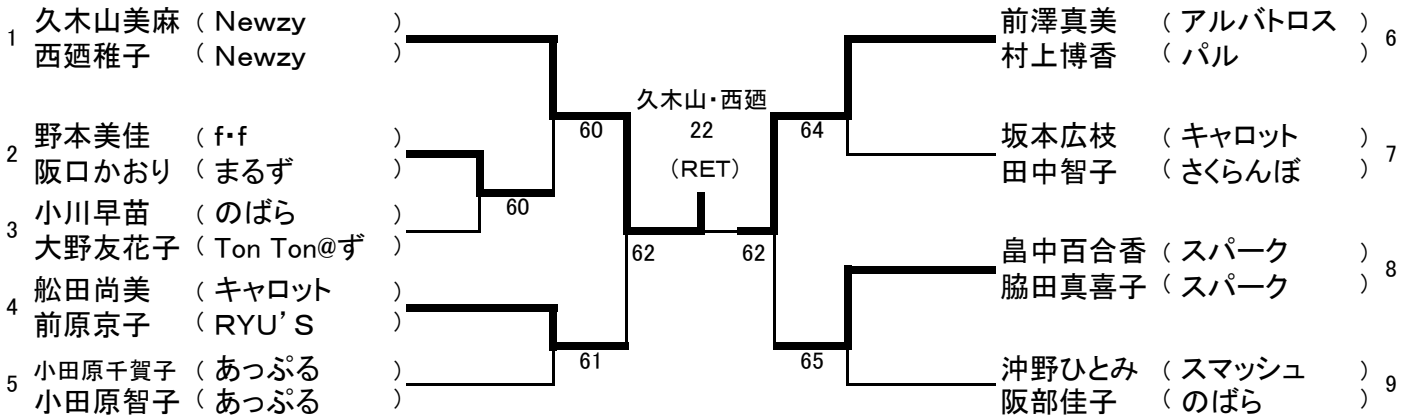 1 久木山美麻 ( Newzy )
西廼稚子 ( Newzy )
2 野本美佳 ( f・f )
阪口かおり ( まるず )
3 小川早苗 ( のばら )
大野友花子 ( Ton Ton@ず )
4 舩田尚美 ( キャロット )
前原京子 ( RYU'S )
5 小田原千賀子 ( あっぷる )
小田原智子 ( あっぷる )
60
60
61
62
久木山・西廼
22
(RET)
62
64
65
前澤真美 ( アルバトロス ) 6
村上博香 ( パル )
坂本広枝 ( キャロット ) 7
田中智子 ( さくらんぼ )
畠中百合香 ( スパーク ) 8
脇田真喜子 ( スパーク )
沖野ひとみ ( スマッシュ ) 9
阪部佳子 ( のばら )